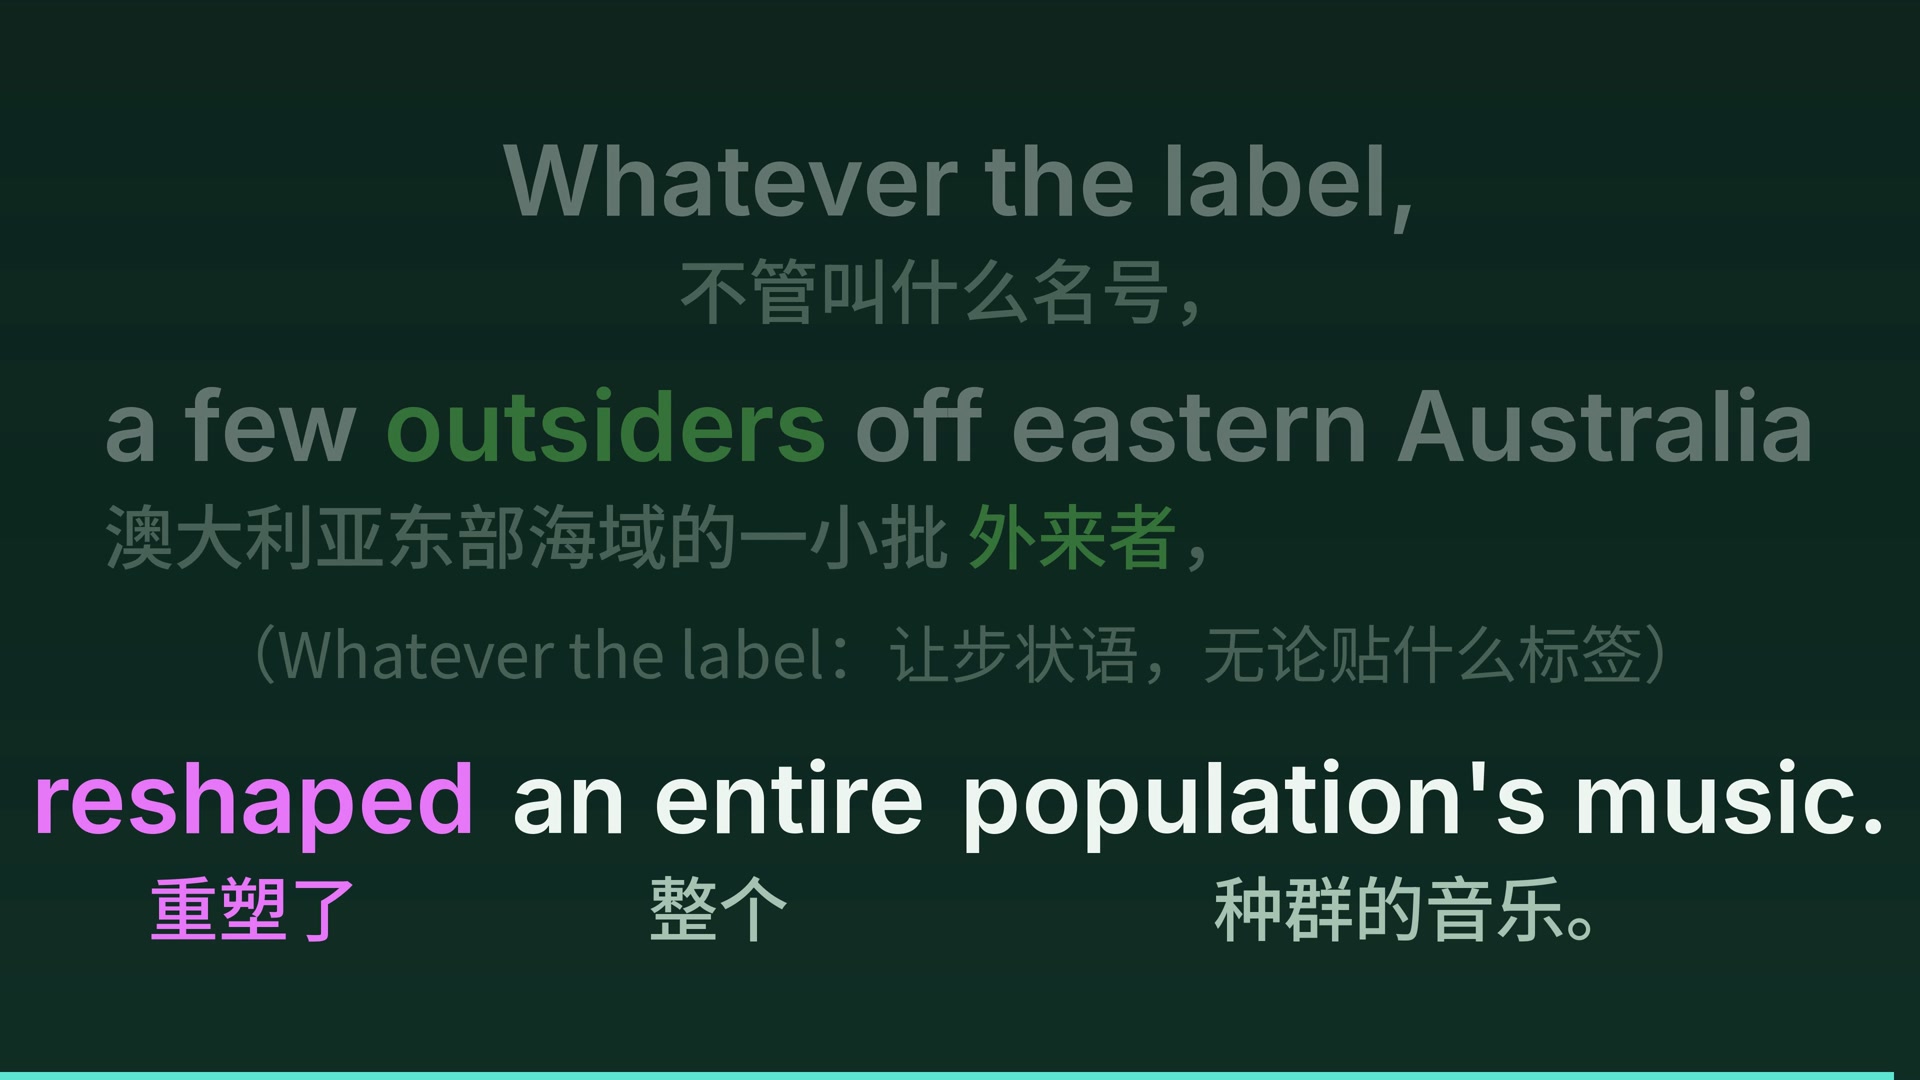 Whatever the label,
不管叫什么名号，
a few outsiders off eastern Australia
澳大利亚东部海域的一小批 外来者，
（Whatever the label：让步状语，无论贴什么标签）
reshaped an entire population's music.
重塑了 整个 种群的音乐。